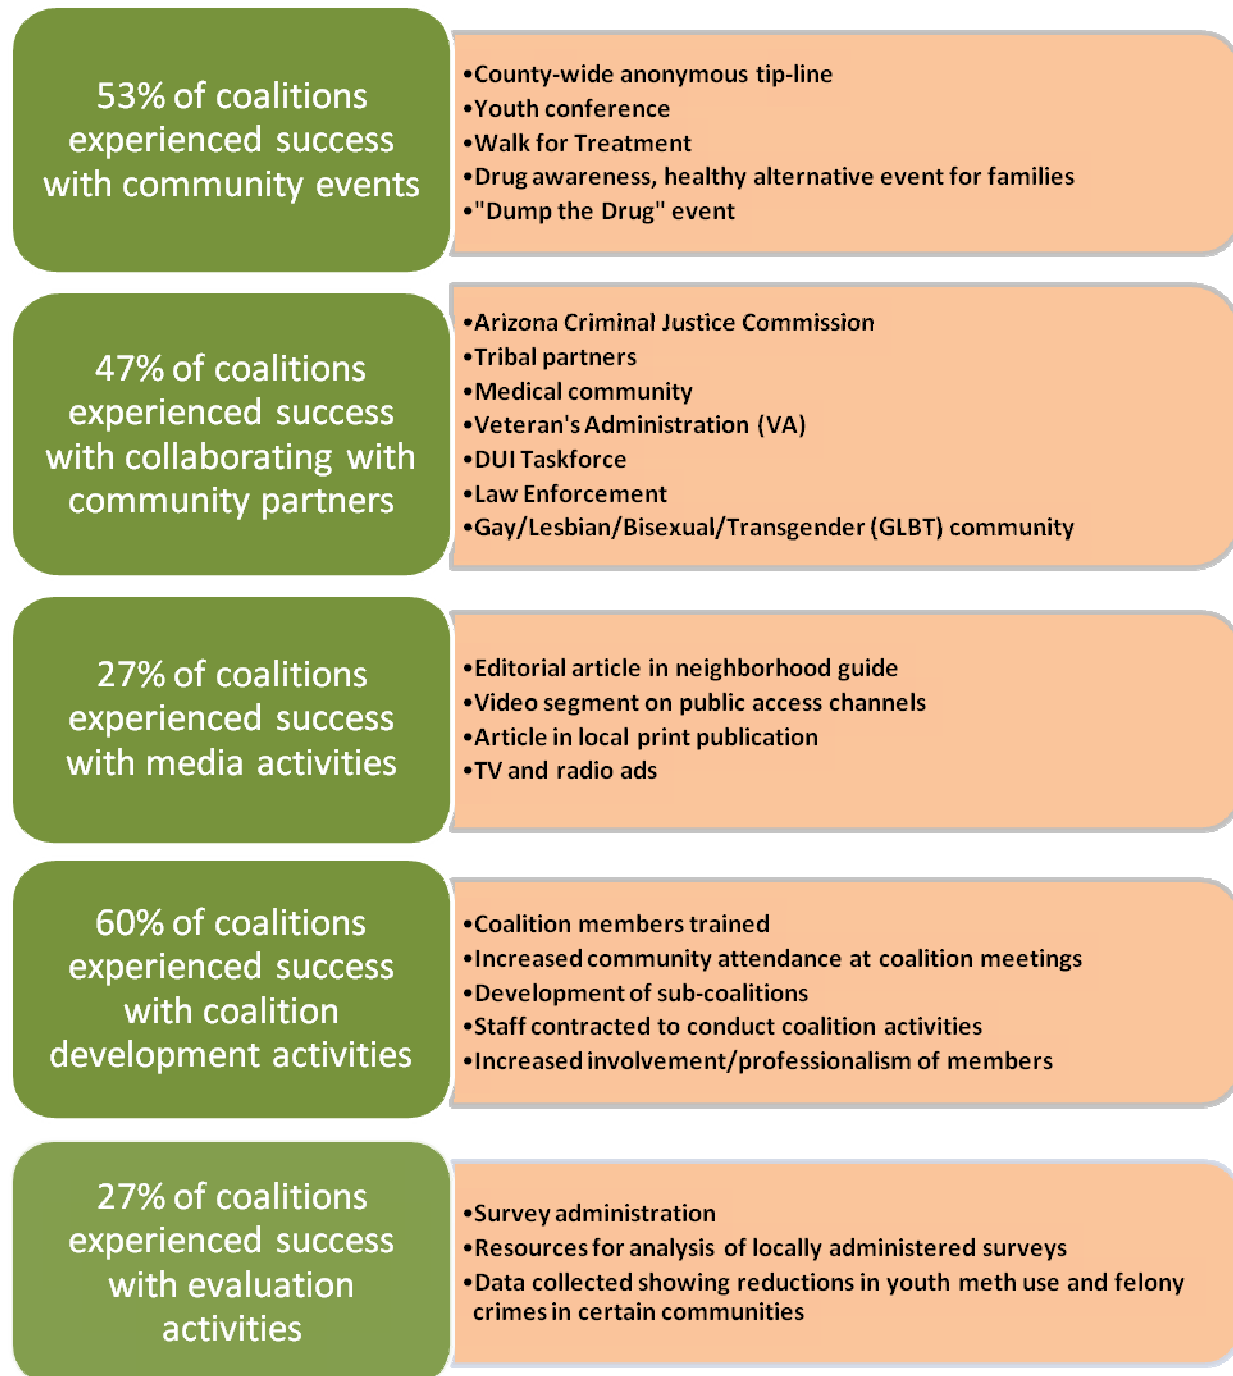 53% of coalitions
experienced success
with community events
•County-wide anonymous tip-line
•Youth conference
•Walk for Treatment
•Drug awareness, healthy alternative event for families
•"Dump the Drug" event
47% of coalitions
experienced success
with collaborating with
community partners
•Arizona Criminal Justice Commission
•Tribal partners
•Medical community
•Veteran's Administration (VA)
•DUI Taskforce
•Law Enforcement
•Gay/Lesbian/Bisexual/Transgender (GLBT) community
27% of coalitions
experienced success
with media activities
•Editorial article in neighborhood guide
•Video segment on public access channels
•Article in local print publication
•TV and radio ads
60% of coalitions
experienced success
with coalition
development activities
•Coalition members trained
•Increased community attendance at coalition meetings
•Development of sub-coalitions
•Staff contracted to conduct coalition activities
•Increased involvement/professionalism of members
27% of coalitions
experienced success
with evaluation
activities
•Survey administration
•Resources for analysis of locally administered surveys
•Data collected showing reductions in youth meth use and felony
crimes in certain communities